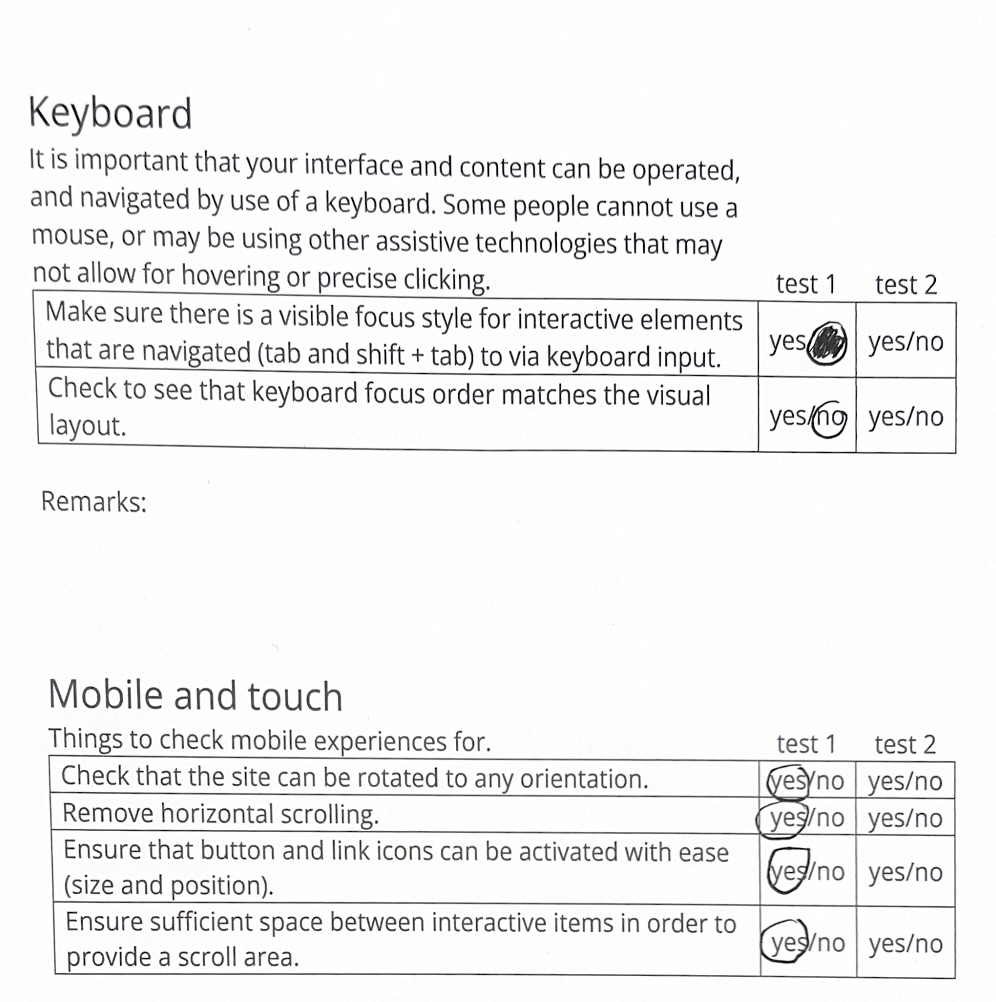 Keyboard
It is important that your interface and content can be operated,
and navigated by use of a keyboard. Some people cannot use a
mouse, or may be using other assistive technologies that may
not allow for hovering or precise clicking. test 1 test 2
Make sure there is a visible focus style for interactive elements
that are navigated (tab and shift + tab) to via keyboard input.
yes yes/no
Check to see that keyboard focus order matches the visual
layout.
yes/no yes/no
Remarks:
Mobile and touch
Things to check mobile experiences for. test 1 test 2
Check that the site can be rotated to any orientation. yes/no yes/no
Remove horizontal scrolling. yes/no yes/no
Ensure that button and link icons can be activated with ease
(size and position).
yes/no yes/no
Ensure sufficient space between interactive items in order to
provide a scroll area.
yes/no yes/no